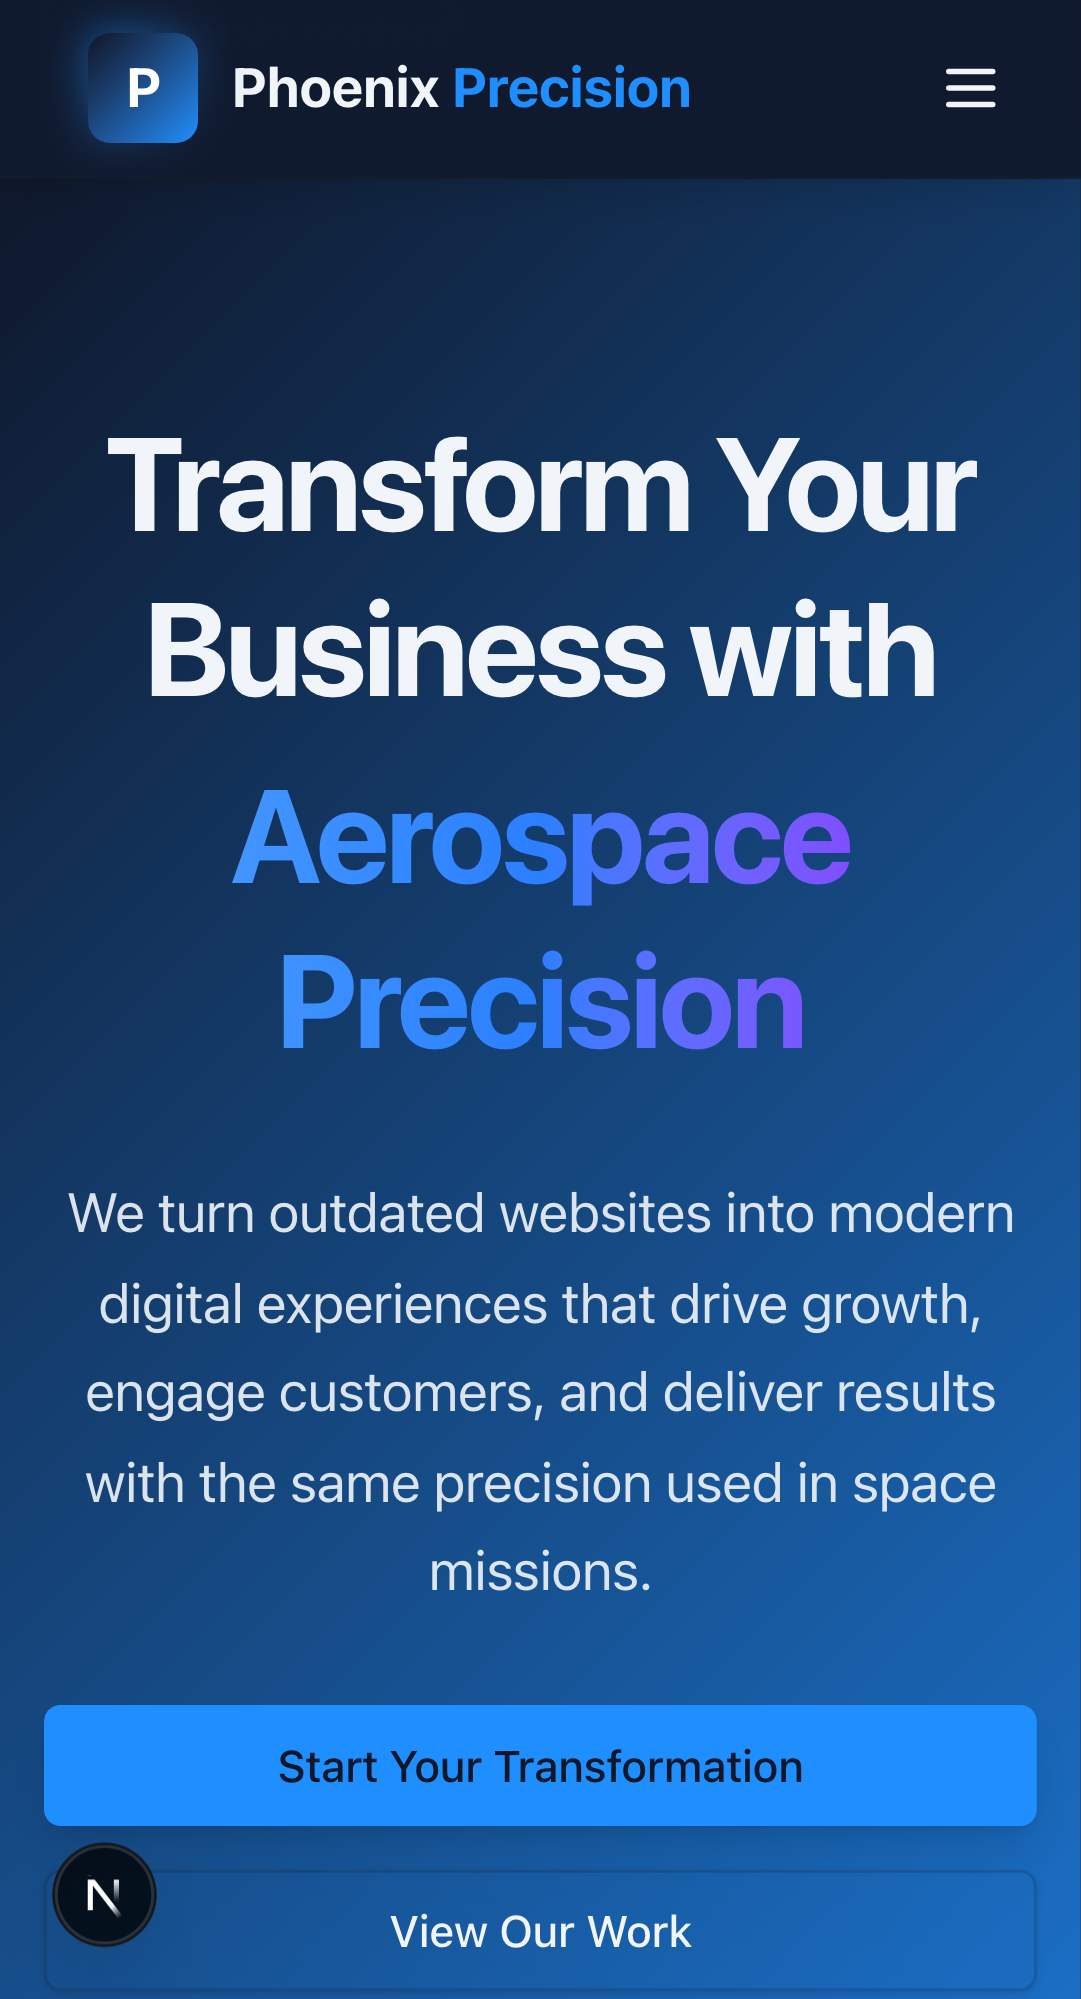 P
Phoenix Precision
Transform Your
Business with
Aerospace
Precision
We turn outdated websites into modern
digital experiences that drive growth,
engage customers, and deliver results
with the same precision used in space
missions.
Start Your Transformation
N
View Our Work